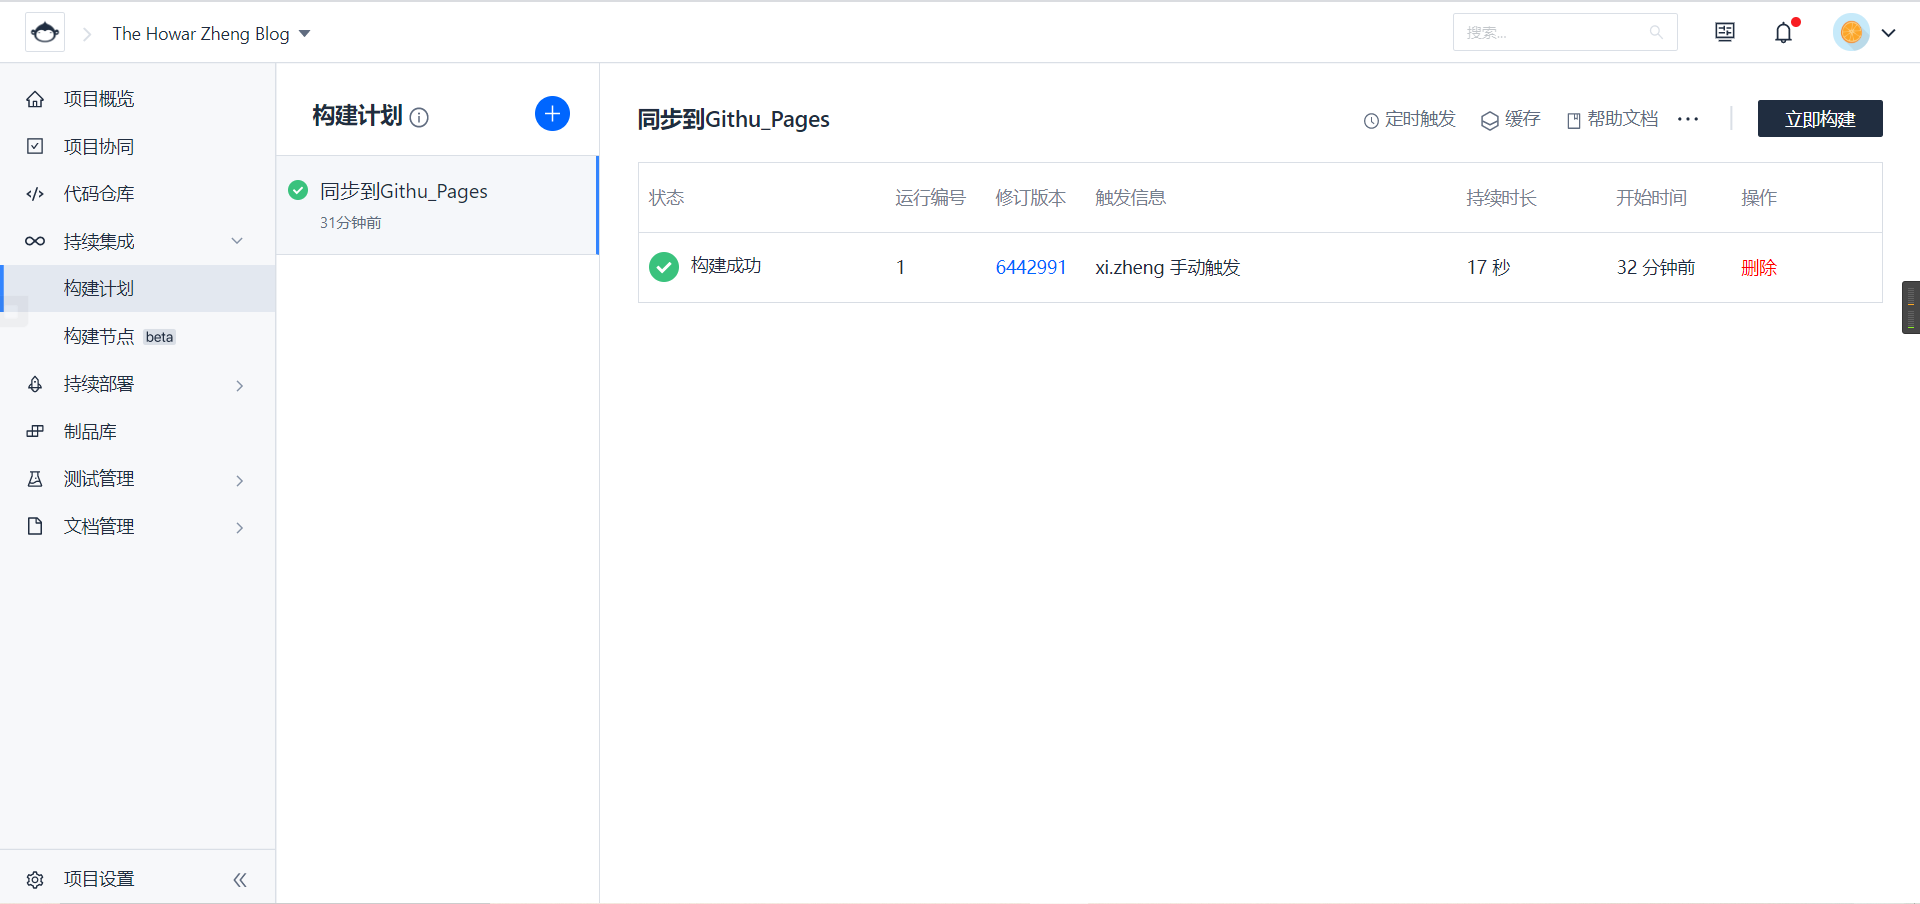 The Howar Zheng Blog
搜索...
项目概览
项目协同
代码仓库
持续集成
构建计划
构建节点 beta
持续部署
制品库
测试管理
文档管理
项目设置
构建计划
同步到Githu_Pages
31分钟前
同步到Githu_Pages
定时触发 缓存 帮助文档 立即构建
状态 运行编号 修订版本 触发信息 持续时长 开始时间 操作
构建成功 1 6442991 xi.zheng 手动触发 17 秒 32 分钟前 删除